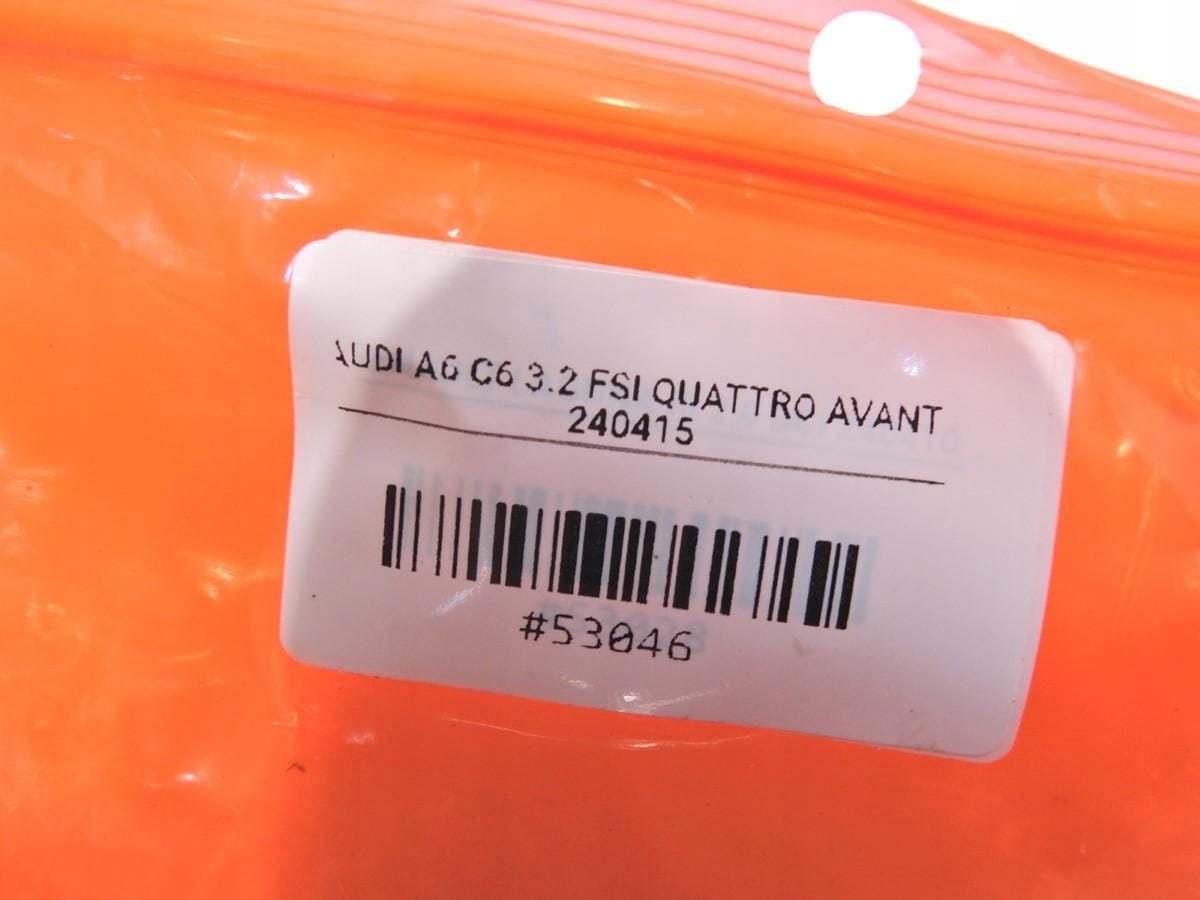 AUDI A6 C6 3.2 FSI QUATTRO AVANT
240415
#53046